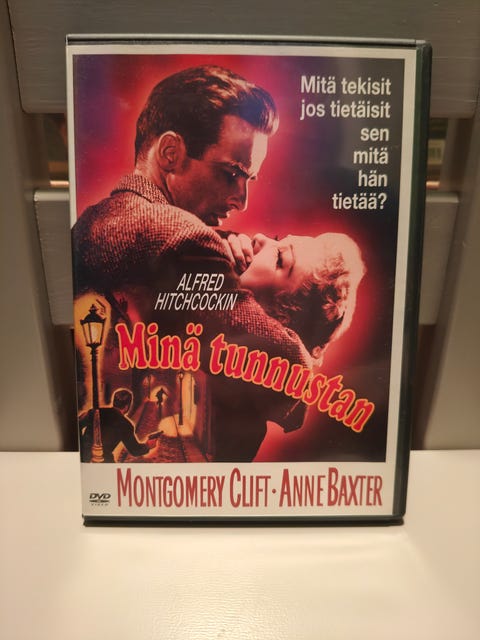 Mitä tekisit
jos tietäisit
sen
mitä
hän
tietää?
ALFRED
HITCHCOCKIN
Minä tunnustan
DVD
VIDEO
MONTGOMERY CLIFT · ANNE BAXTER